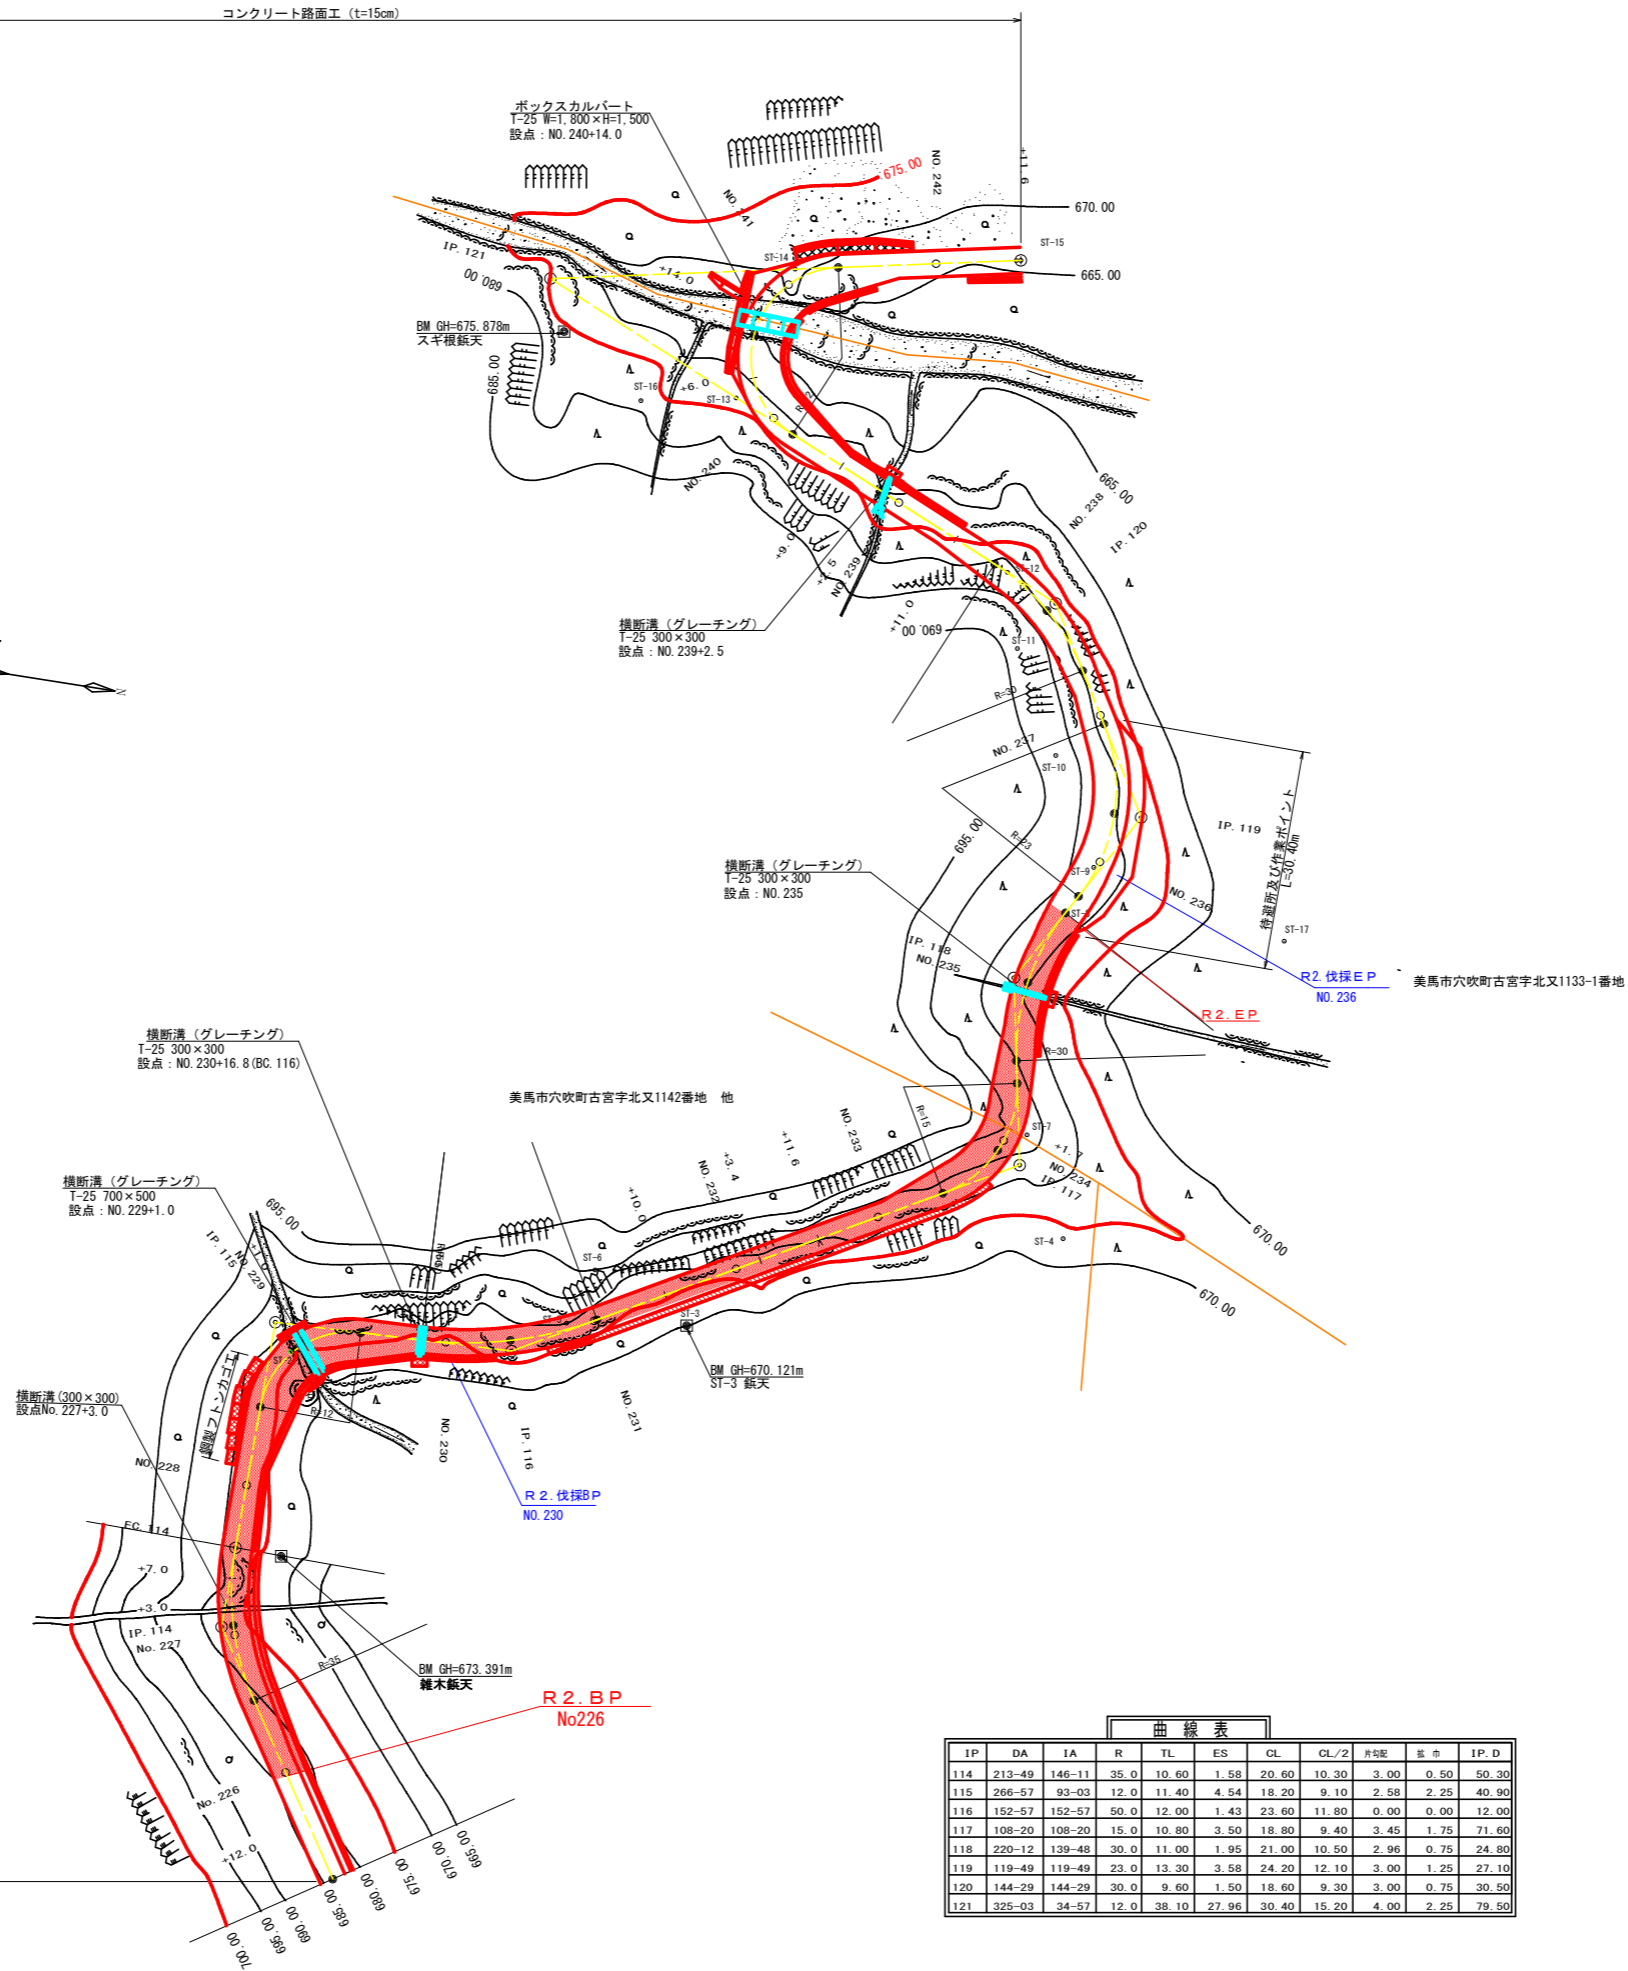 コンクリート路面工 (t=15cm)
ボックスカルバート
T-25 W=1,800×H=1,500
設点：NO.240+14.0
NO.241
675.00
NO.242
+11.6
670.00
ST-15
ST-14
665.00
IP.121
680.00
+14.0
BM GH=675.878m
スギ根鋲天
685.00
ST-16
+6.0
ST-13
NO.240
665.00
NO.238
IP.120
+9.0
+2.5
NO.239
ST-12
横断溝（グレーチング）
T-25 300×300
設点：NO.239+2.5
+11.0
690.00
ST-11
N
R=30
NO.237
ST-10
695.00
R=23
IP.119
待避所及び作業ポイント
L=30.40m
横断溝（グレーチング）
T-25 300×300
設点：NO.235
ST-9
NO.236
ST-17
IP.118
NO.235
R2.伐採EP
NO.236
美馬市穴吹町古宮字北又1133-1番地
R2.EP
横断溝（グレーチング）
T-25 300×300
設点：NO.230+16.8(BC.116)
R=30
美馬市穴吹町古宮字北又1142番地　他
R=15
NO.233
+11.6
+3.4
NO.232
+10.0
ST-7
+1.7
NO.234
IP.117
横断溝（グレーチング）
T-25 700×500
設点：NO.229+1.0
695.00
NO.229
IP.115
ST-6
ST-4
670.00
670.00
ST-3
BM GH=670.121m
ST-3 鋲天
ST-2
鋼製フトンカゴ工
横断溝(300×300)
設点No.227+3.0
R=12
NO.231
IP.116
NO.230
NO.228
R2.伐採BP
NO.230
EC.114
+7.0
+3.0
IP.114
No.227
R=35
BM GH=673.391m
雑木鋲天
R2.BP
No226
No.226
+12.0
665.00
670.00
675.00
680.00
685.00
690.00
695.00
700.00
曲線表
IP DA IA R TL ES CL CL/2 片勾配 拡巾 IP.D
114 213-49 146-11 35.0 10.60 1.58 20.60 10.30 3.00 0.50 50.30
115 266-57 93-03 12.0 11.40 4.54 18.20 9.10 2.58 2.25 40.90
116 152-57 152-57 50.0 12.00 1.43 23.60 11.80 0.00 0.00 12.00
117 108-20 108-20 15.0 10.80 3.50 18.80 9.40 3.45 1.75 71.60
118 220-12 139-48 30.0 11.00 1.95 21.00 10.50 2.96 0.75 24.80
119 119-49 119-49 23.0 13.30 3.58 24.20 12.10 3.00 1.25 27.10
120 144-29 144-29 30.0 9.60 1.50 18.60 9.30 3.00 0.75 30.50
121 325-03 34-57 12.0 38.10 27.96 30.40 15.20 4.00 2.25 79.50